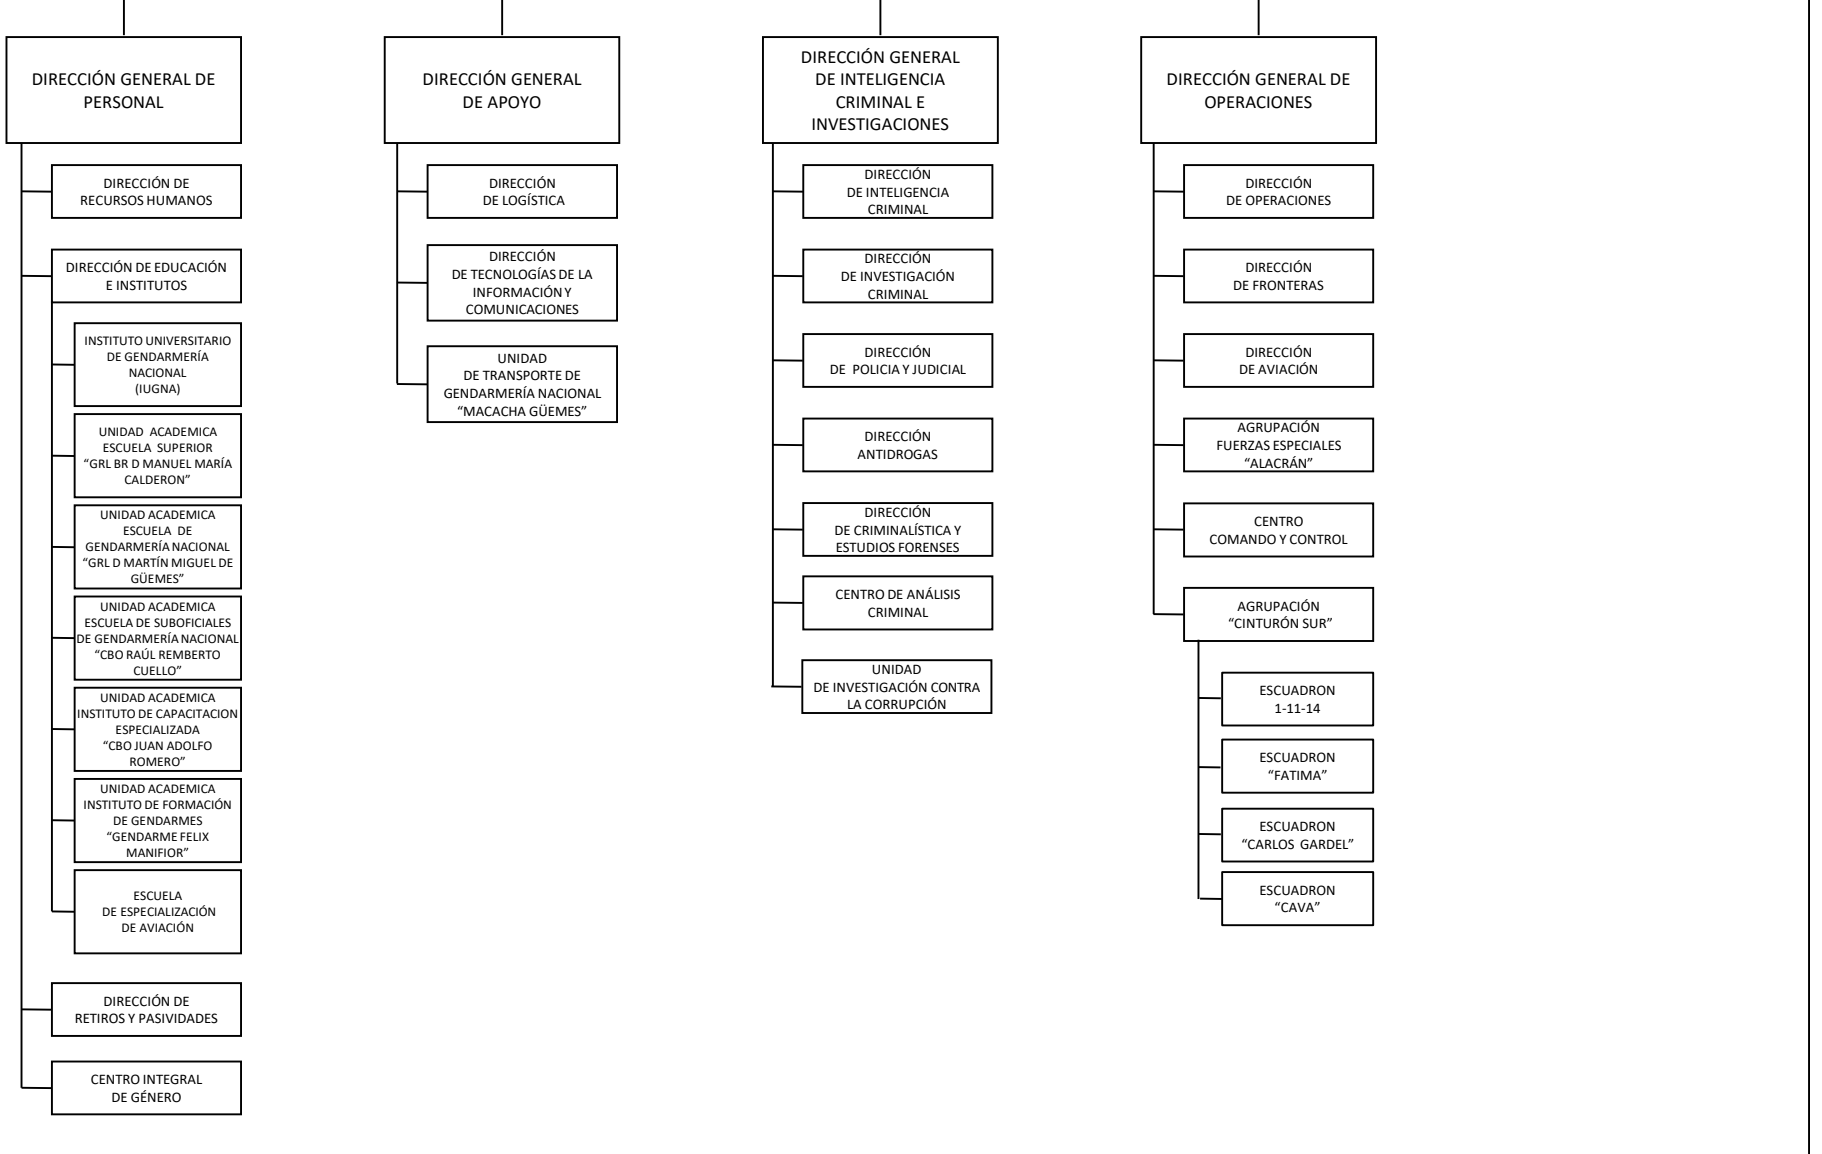 DIRECCIÓN GENERAL DE
PERSONAL
DIRECCIÓN DE
RECURSOS HUMANOS
DIRECCIÓN DE EDUCACIÓN
E INSTITUTOS
INSTITUTO UNIVERSITARIO
DE GENDARMERÍA
NACIONAL
(IUGNA)
UNIDAD ACADEMICA
ESCUELA SUPERIOR
“GRL BR D MANUEL MARÍA
CALDERON”
UNIDAD ACADEMICA
ESCUELA DE
GENDARMERÍA NACIONAL
“GRL D MARTÍN MIGUEL DE
GÜEMES”
UNIDAD ACADEMICA
ESCUELA DE SUBOFICIALES
DE GENDARMERÍA NACIONAL
“CBO RAÚL REMBERTO
CUELLO”
UNIDAD ACADEMICA
INSTITUTO DE CAPACITACION
ESPECIALIZADA
“CBO JUAN ADOLFO
ROMERO”
UNIDAD ACADEMICA
INSTITUTO DE FORMACIÓN
DE GENDARMES
“GENDARME FELIX
MANIFIOR”
ESCUELA
DE ESPECIALIZACIÓN
DE AVIACIÓN
DIRECCIÓN DE
RETIROS Y PASIVIDADES
CENTRO INTEGRAL
DE GÉNERO
DIRECCIÓN GENERAL
DE APOYO
DIRECCIÓN
DE LOGÍSTICA
DIRECCIÓN
DE TECNOLOGÍAS DE LA
INFORMACIÓN Y
COMUNICACIONES
UNIDAD
DE TRANSPORTE DE
GENDARMERÍA NACIONAL
“MACACHA GÜEMES”
DIRECCIÓN GENERAL
DE INTELIGENCIA
CRIMINAL E
INVESTIGACIONES
DIRECCIÓN
DE INTELIGENCIA
CRIMINAL
DIRECCIÓN
DE INVESTIGACIÓN
CRIMINAL
DIRECCIÓN
DE POLICIA Y JUDICIAL
DIRECCIÓN
ANTIDROGAS
DIRECCIÓN
DE CRIMINALÍSTICA Y
ESTUDIOS FORENSES
CENTRO DE ANÁLISIS
CRIMINAL
UNIDAD
DE INVESTIGACIÓN CONTRA
LA CORRUPCIÓN
DIRECCIÓN GENERAL DE
OPERACIONES
DIRECCIÓN
DE OPERACIONES
DIRECCIÓN
DE FRONTERAS
DIRECCIÓN
DE AVIACIÓN
AGRUPACIÓN
FUERZAS ESPECIALES
“ALACRÁN”
CENTRO
COMANDO Y CONTROL
AGRUPACIÓN
“CINTURÓN SUR”
ESCUADRON
1-11-14
ESCUADRON
“FATIMA”
ESCUADRON
“CARLOS GARDEL”
ESCUADRON
“CAVA”